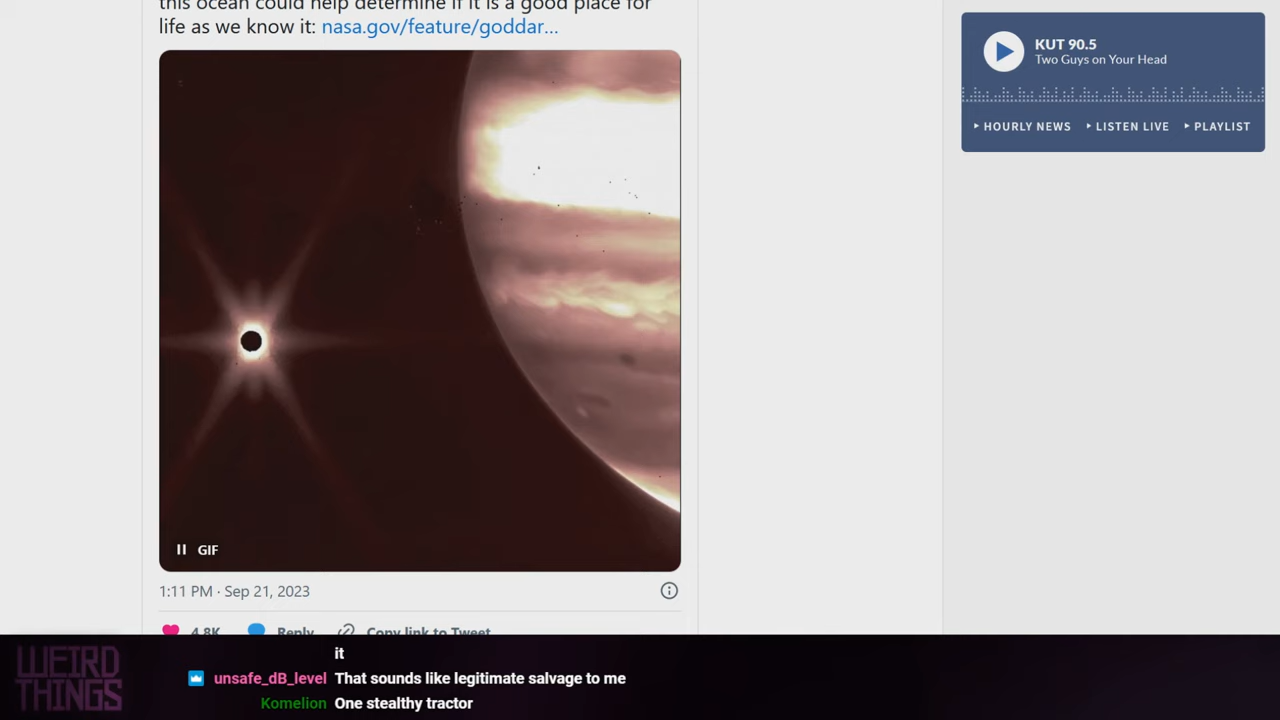 this ocean could help determine if it is a good place for
life as we know it: nasa.gov/feature/goddar...
GIF
1:11 PM · Sep 21, 2023
4.8K Reply Copy link to Tweet
KUT 90.5
Two Guys on Your Head
HOURLY NEWS LISTEN LIVE PLAYLIST
WEIRD
THINGS
it
unsafe_dB_level That sounds like legitimate salvage to me
Komelion One stealthy tractor